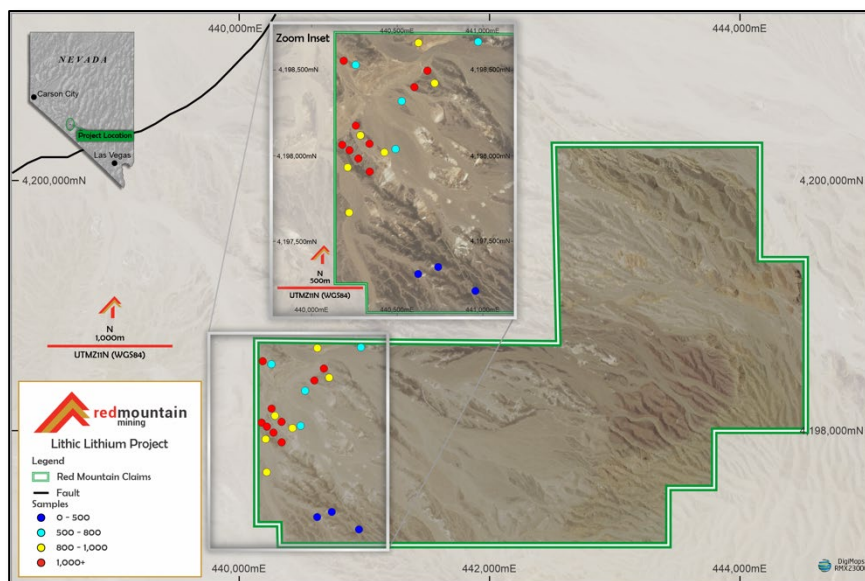 440,000mE
444,000mE
NEVADA
Carson City
Project Location
Las Vegas
4,200,000mN
4,200,000mN
Zoom Inset
440,500mE
441,000mE
4,198,500mN
4,198,500mN
4,198,000mN
4,198,000mN
4,197,500mN
4,197,500mN
N
500m
UTMZ11N (WGS84)
440,000mE
440,500mE
441,000mE
N
1,000m
UTMZ11N (WGS84)
4,198,000mN
redmountain
mining
Lithic Lithium Project
Legend
Red Mountain Claims
Fault
Samples
0 - 500
500 - 800
800 - 1,000
1,000+
440,000mE
442,000mE
444,000mE
DigiMaps